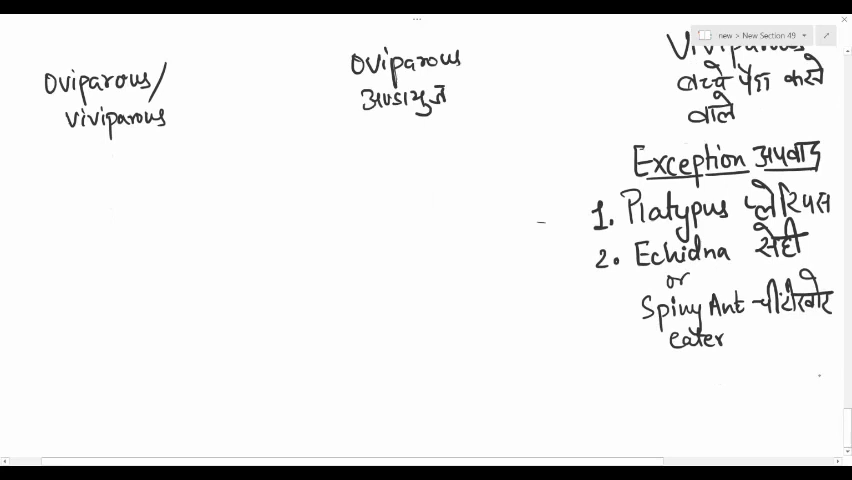 new > New Section 49
Oviparous/
viviparous
Oviparous
अण्डायुजे
Viviparous
बच्चे पैदा करने
वाले
Exception अपवाद
1. Platypus प्लेटिपस
2. Echidna सेही
or
Spiny Ant चींटीखोर
eater